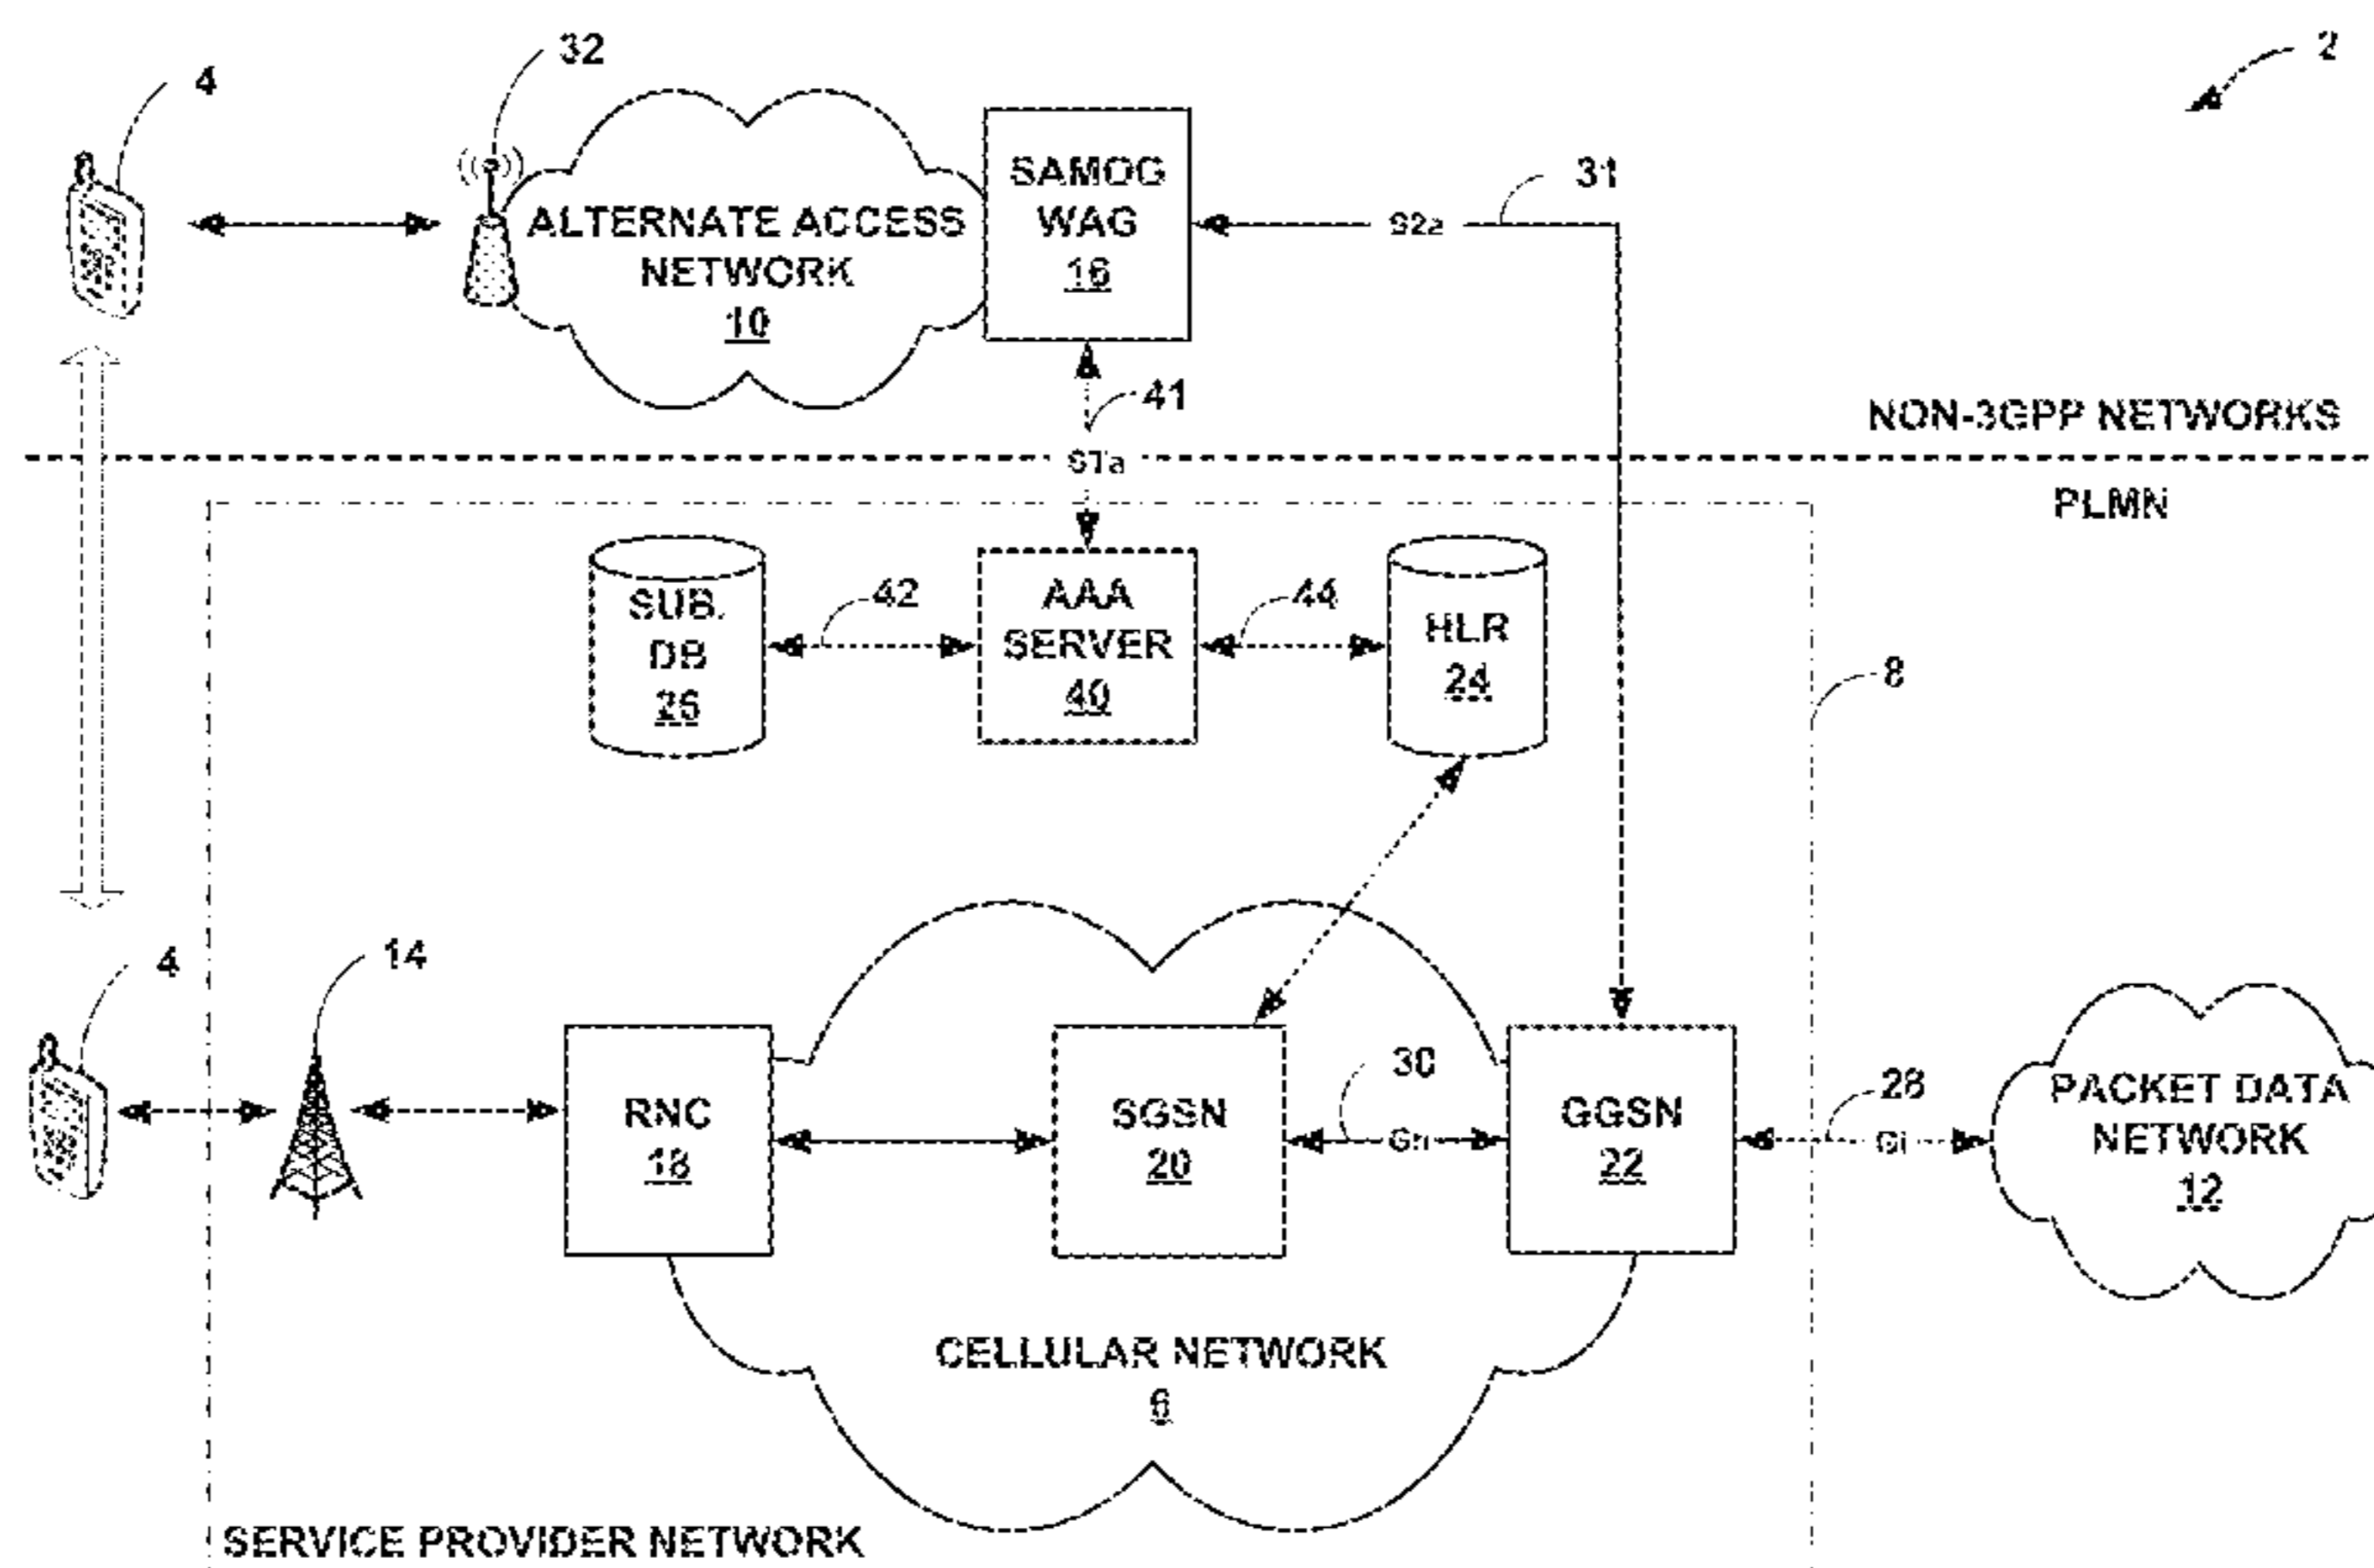 2
32
4
31
SAMOG
WAG
16
ALTERNATE ACCESS
NETWORK
10
S2a
41
NON-3GPP NETWORKS
STa
PLMN
SUB.
DB
26
42
AAA
SERVER
40
44
HLR
24
8
4
14
RNC
18
SGSN
20
30
Gn
GGSN
22
28
Gi
PACKET DATA
NETWORK
12
CELLULAR NETWORK
6
SERVICE PROVIDER NETWORK